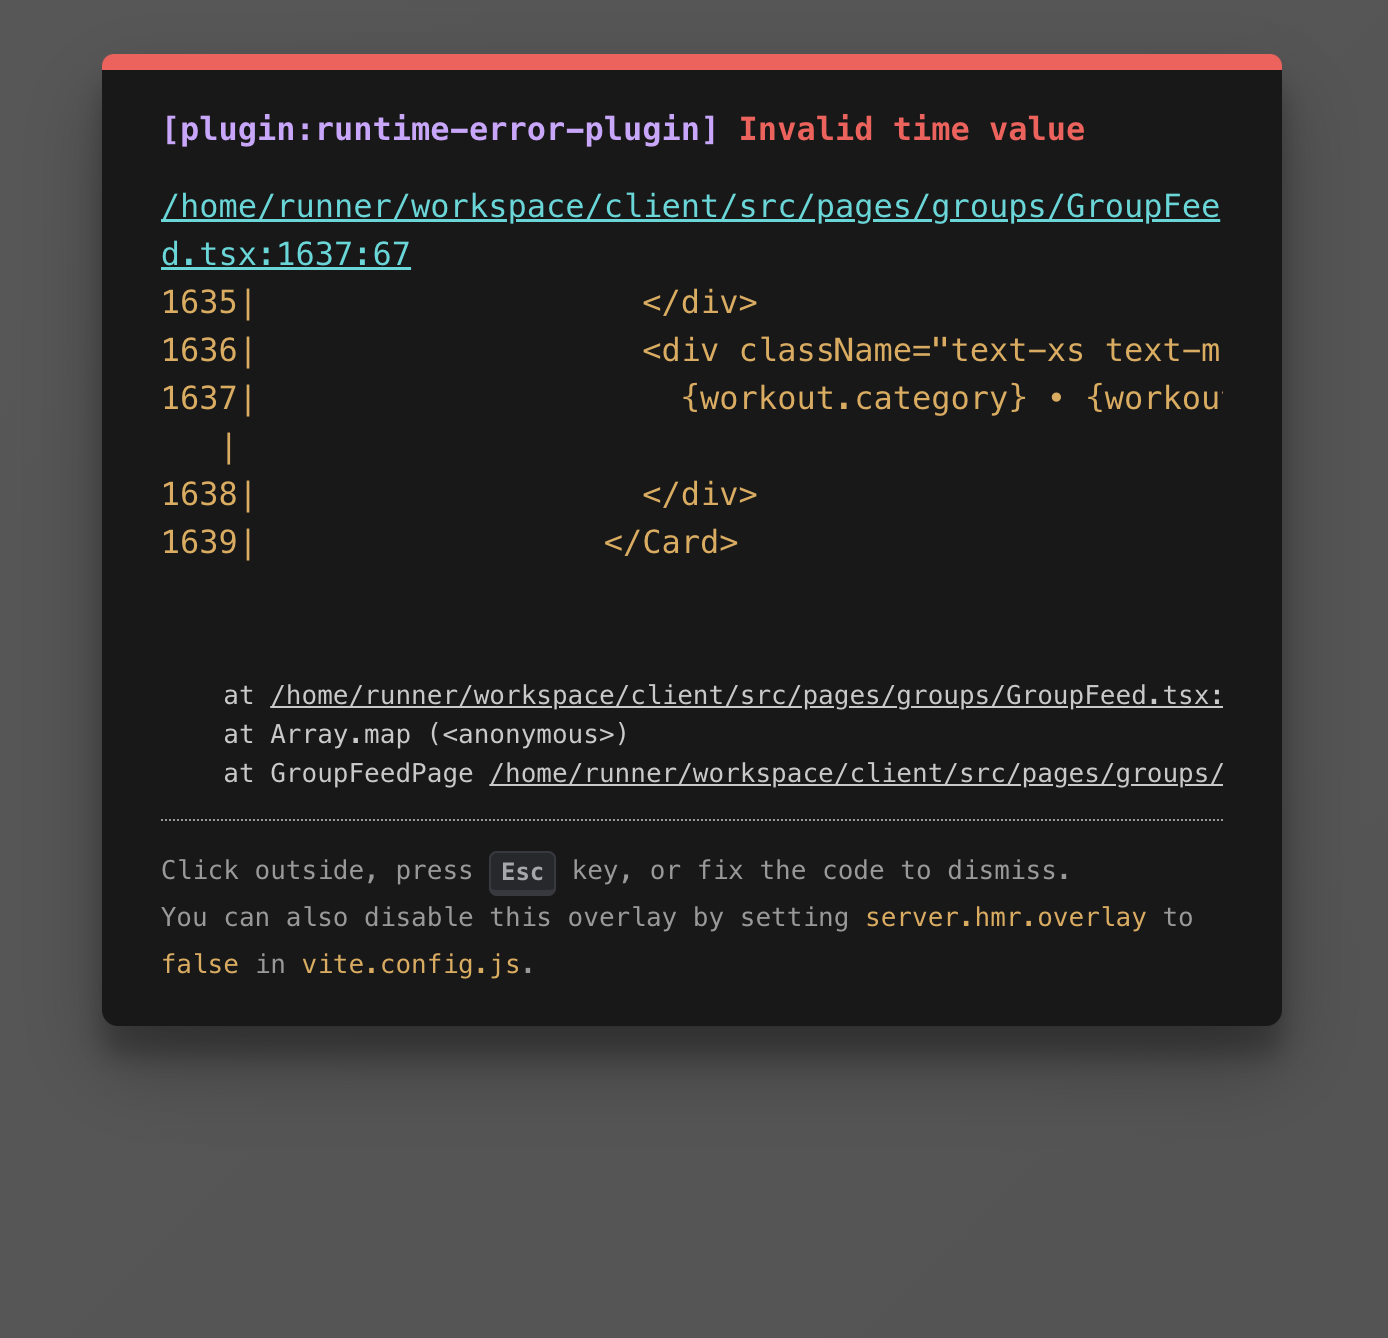 [plugin:runtime-error-plugin] Invalid time value
/home/runner/workspace/client/src/pages/groups/GroupFee
d.tsx:1637:67
1635|                    </div>
1636|                    <div className="text-xs text-m
1637|                      {workout.category} • {workou
   |
1638|                    </div>
1639|                  </Card>
    at /home/runner/workspace/client/src/pages/groups/GroupFeed.tsx:
    at Array.map (<anonymous>)
    at GroupFeedPage /home/runner/workspace/client/src/pages/groups/
Click outside, press Esc key, or fix the code to dismiss.
You can also disable this overlay by setting server.hmr.overlay to
false in vite.config.js.